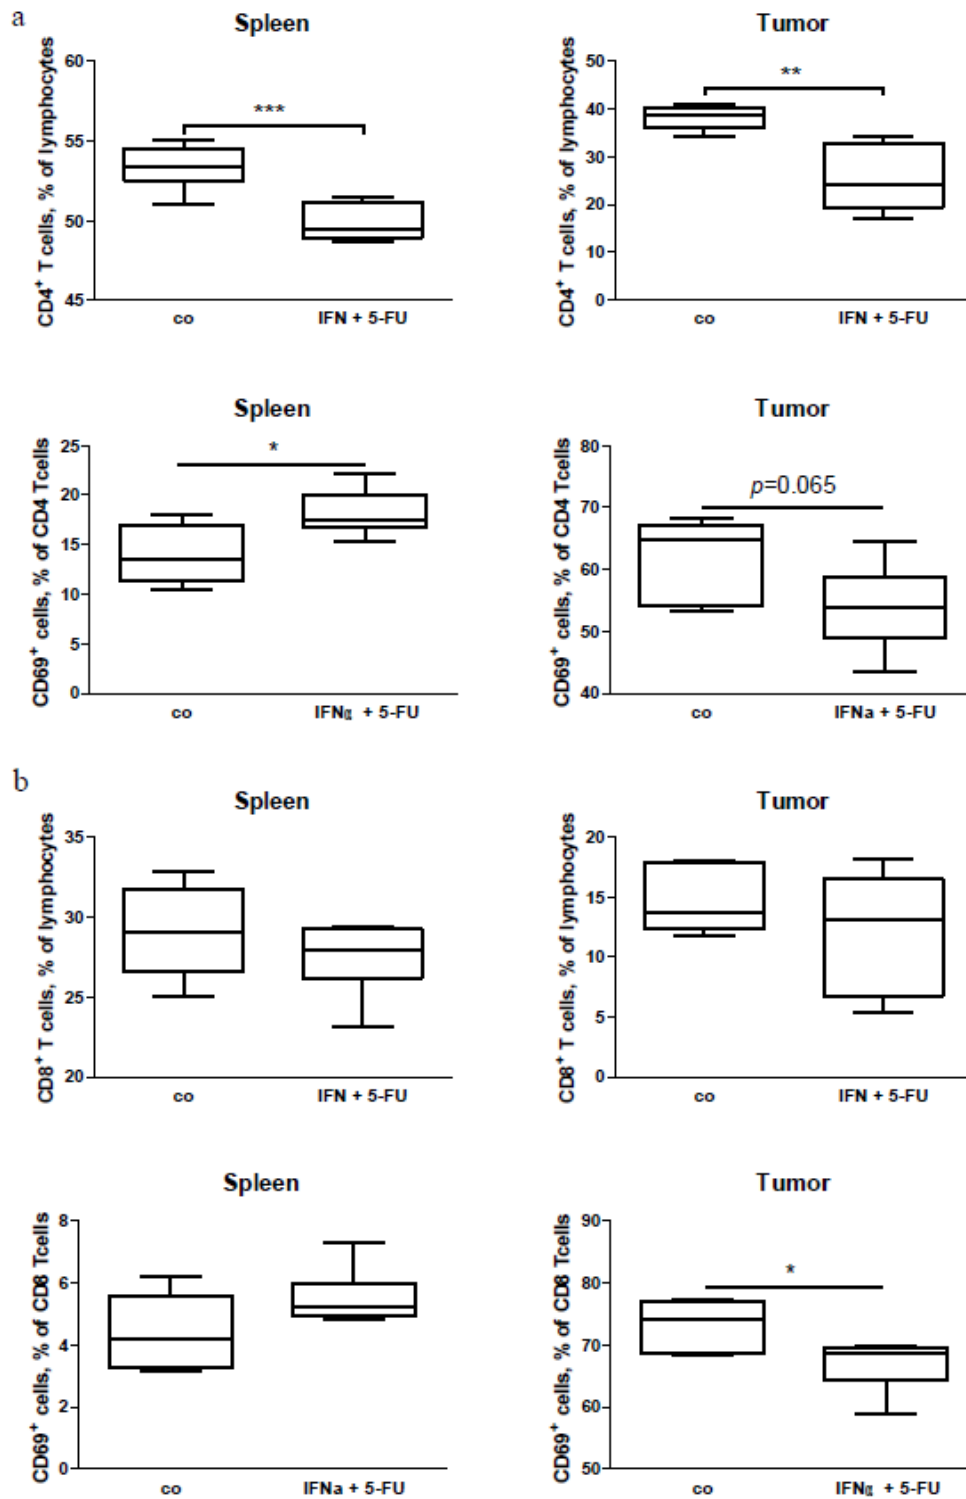 a
Spleen
CD4+ T cells, % of lymphocytes
60
55
50
45
***
co
IFN + 5-FU
Tumor
CD4+ T cells, % of lymphocytes
50
40
30
20
10
0
**
co
IFN + 5-FU
Spleen
CD69+ cells, % of CD4 Tcells
25
20
15
10
5
0
*
co
IFNα + 5-FU
Tumor
CD69+ cells, % of CD4 Tcells
80
70
60
50
40
p=0.065
co
IFNa + 5-FU
b
Spleen
CD8+ T cells, % of lymphocytes
35
30
25
20
co
IFN + 5-FU
Tumor
CD8+ T cells, % of lymphocytes
20
15
10
5
0
co
IFN + 5-FU
Spleen
CD69+ cells, % of CD8 Tcells
8
6
4
2
0
co
IFNa + 5-FU
Tumor
CD69+ cells, % of CD8 Tcells
90
80
70
60
50
*
co
IFNα + 5-FU